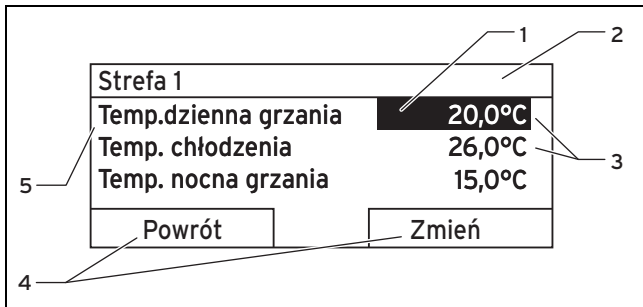 1
2
Strefa 1
Temp.dzienna grzania 20,0°C
Temp. chłodzenia 26,0°C
3
Temp. nocna grzania 15,0°C
5
Powrót Zmień
4